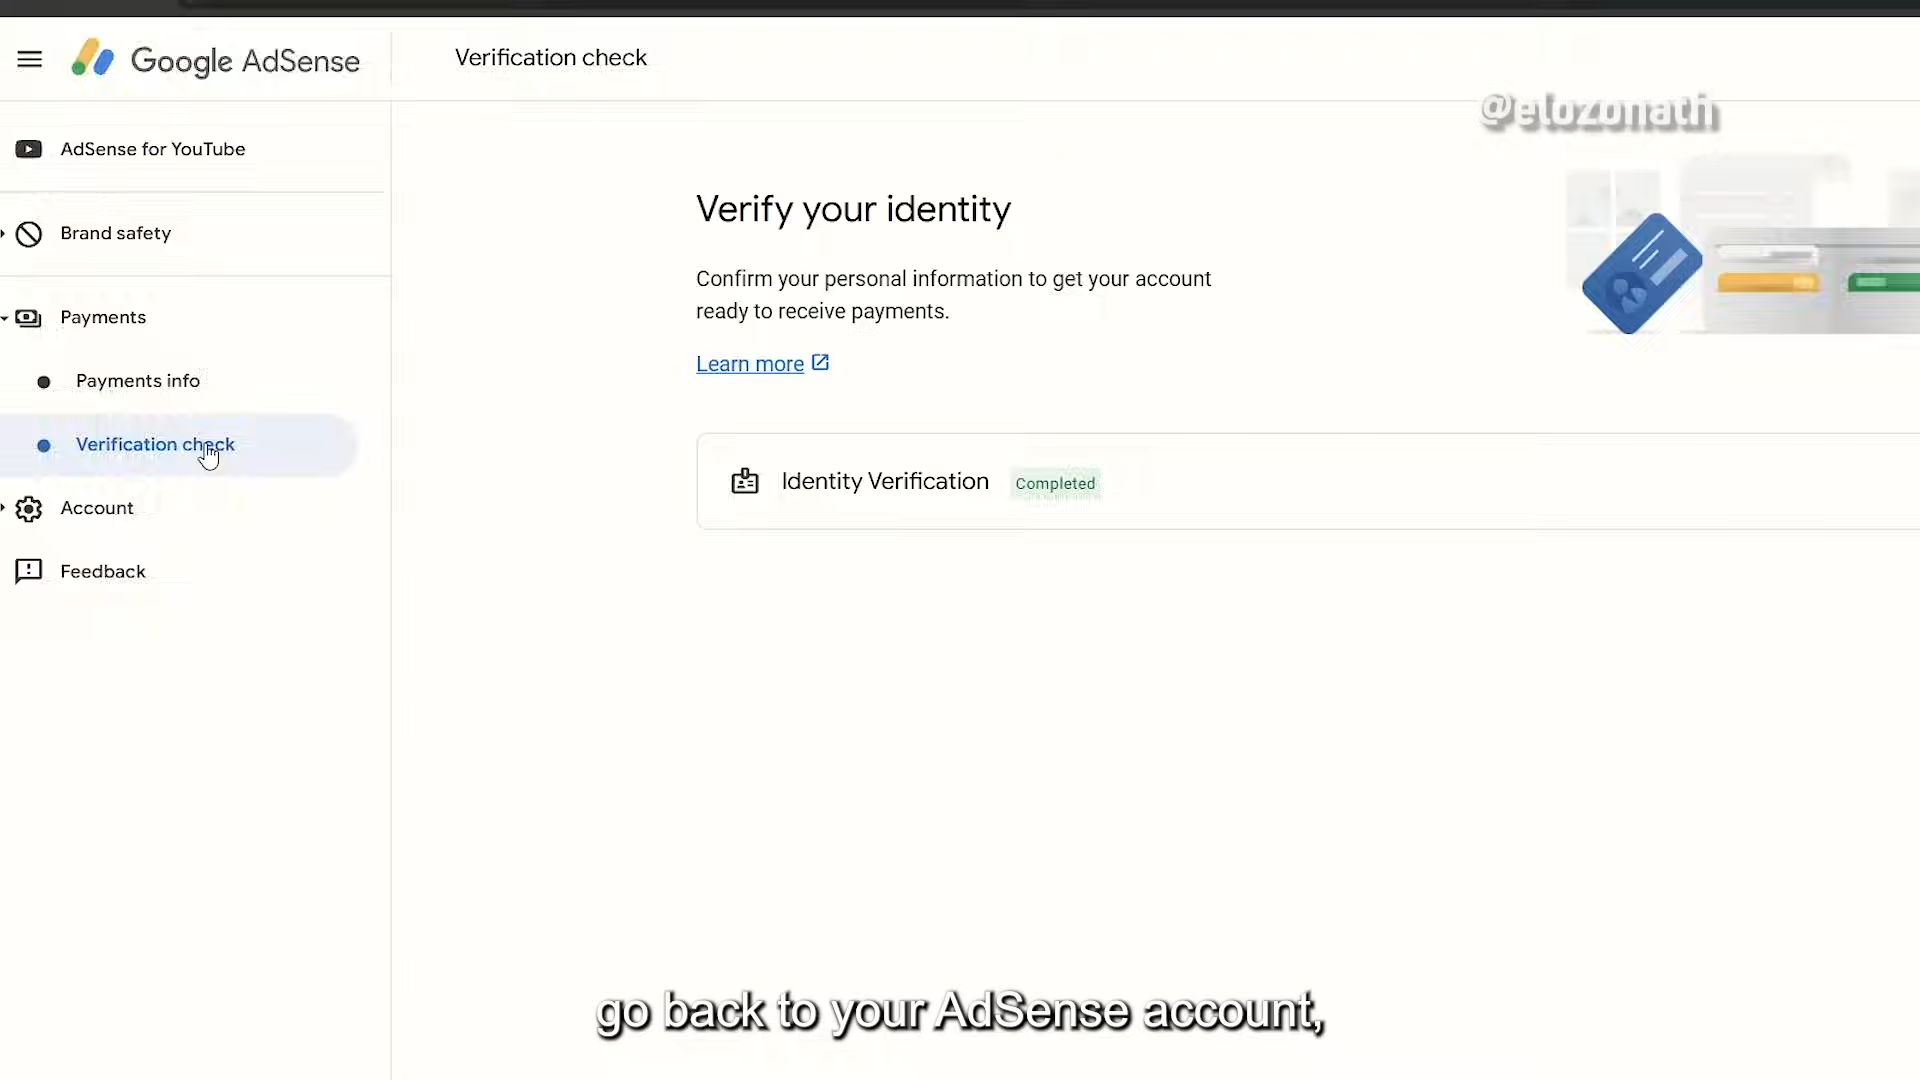 Google AdSense
Verification check
@elozonath
AdSense for YouTube
Brand safety
Payments
Payments info
Verification check
Account
Feedback
Verify your identity
Confirm your personal information to get your account
ready to receive payments.
Learn more
Identity Verification Completed
go back to your AdSense account,